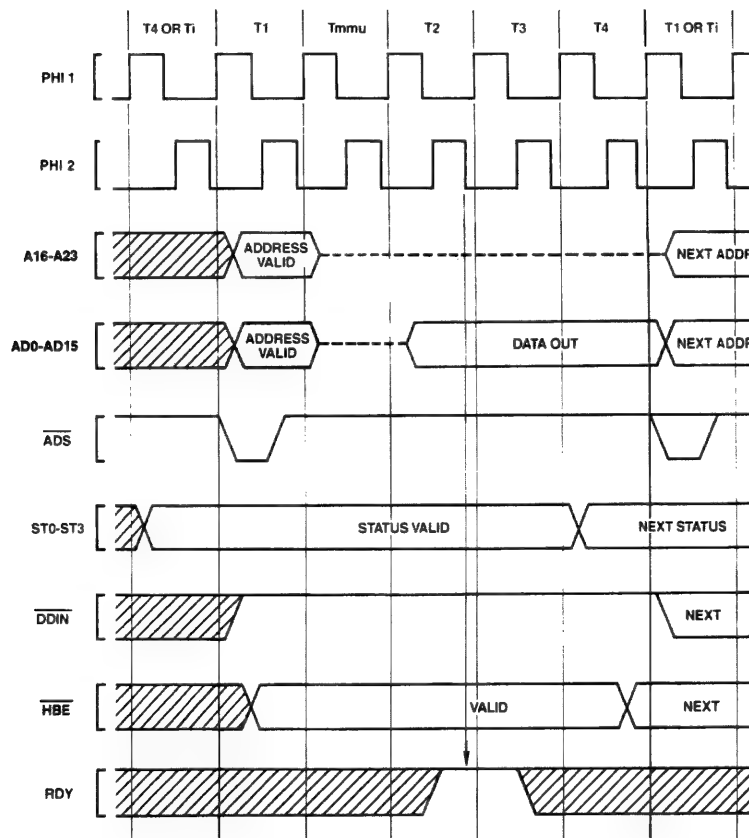 T4 OR Ti T1 Tmmu T2 T3 T4 T1 OR Ti
PHI 1
PHI 2
A16-A23 ADDRESS VALID NEXT ADDR
AD0-AD15 ADDRESS VALID DATA OUT NEXT ADDR
ADS
ST0-ST3 STATUS VALID NEXT STATUS
DDIN NEXT
HBE VALID NEXT
RDY